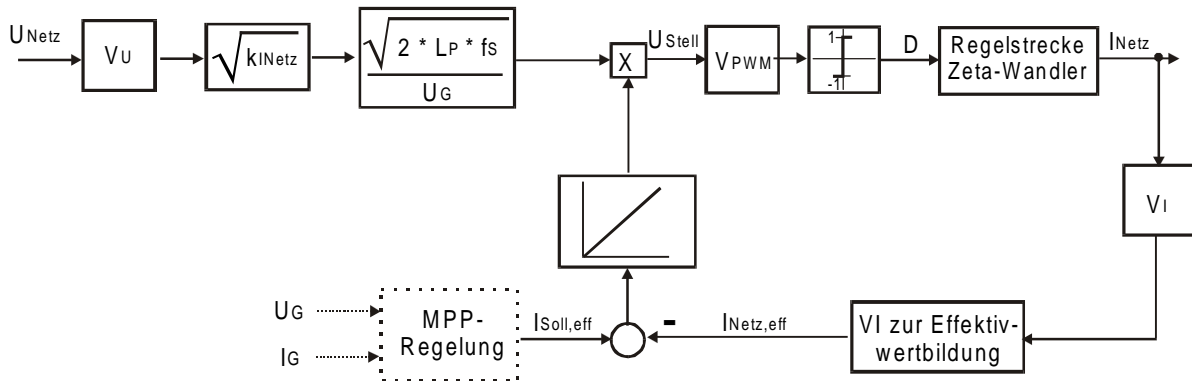 UNetz
VU
√kINetz
√2 * LP * fS
UG
X
UStell
VPWM
1
-1
D
Regelstrecke
Zeta-Wandler
INetz
VI
UG
IG
MPP-
Regelung
ISoll,eff
-
INetz,eff
VI zur Effektiv-
wertbildung